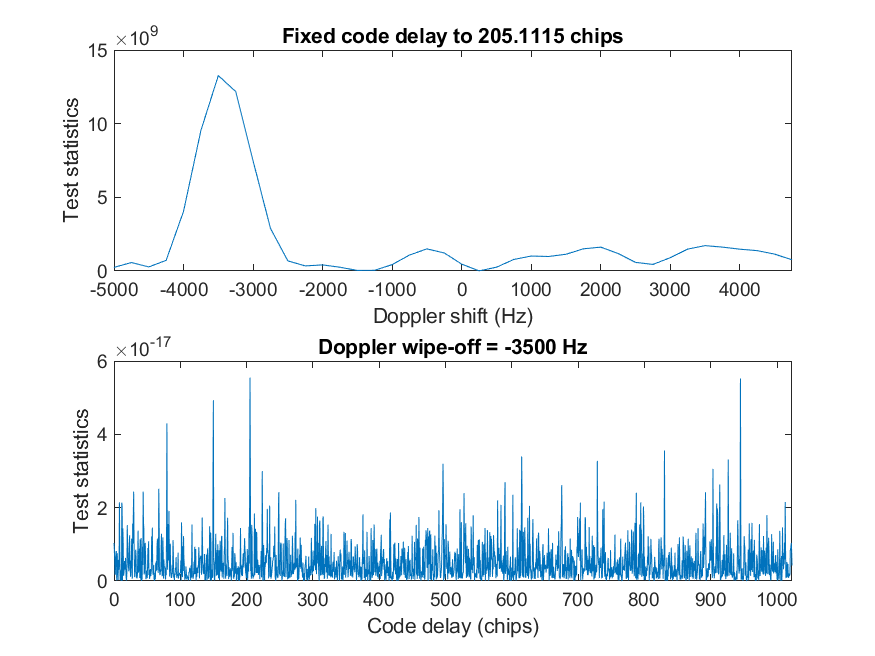 ×10^9
Fixed code delay to 205.1115 chips
15
10
5
0
Test statistics
-5000 -4000 -3000 -2000 -1000 0 1000 2000 3000 4000
Doppler shift (Hz)
×10^-17
Doppler wipe-off = -3500 Hz
6
4
2
0
Test statistics
0 100 200 300 400 500 600 700 800 900 1000
Code delay (chips)